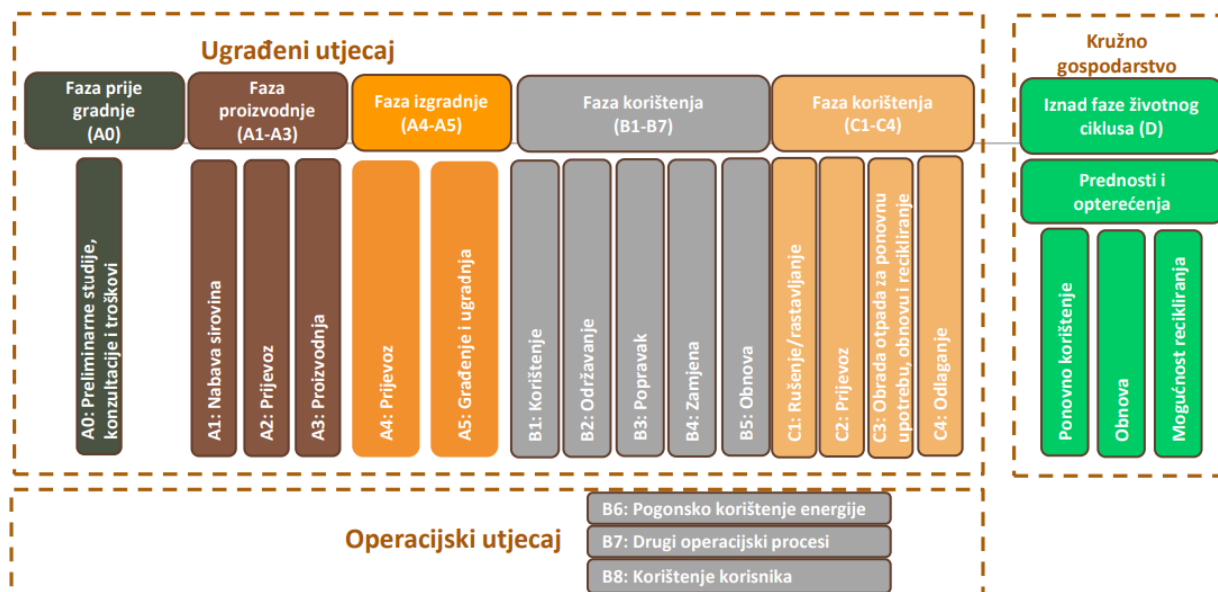 Ugrađeni utjecaj
Faza prije
gradnje
(A0)
Faza
proizvodnje
(A1-A3)
Faza izgradnje
(A4-A5)
Faza korištenja
(B1-B7)
Faza korištenja
(C1-C4)
A0: Preliminarne studije,
konzultacije i troškovi
A1: Nabava sirovina
A2: Prijevoz
A3: Proizvodnja
A4: Prijevoz
A5: Građenje i ugradnja
B1: Korištenje
B2: Održavanje
B3: Popravak
B4: Zamjena
B5: Obnova
C1: Rušenje/rastavljanje
C2: Prijevoz
C3: Obrada otpada za ponovnu
upotrebu, obnovu i recikliranje
C4: Odlaganje
Kružno
gospodarstvo
Iznad faze životnog
ciklusa (D)
Prednosti i
opterećenja
Ponovno korištenje
Obnova
Mogućnost recikliranja
Operacijski utjecaj
B6: Pogonsko korištenje energije
B7: Drugi operacijski procesi
B8: Korištenje korisnika